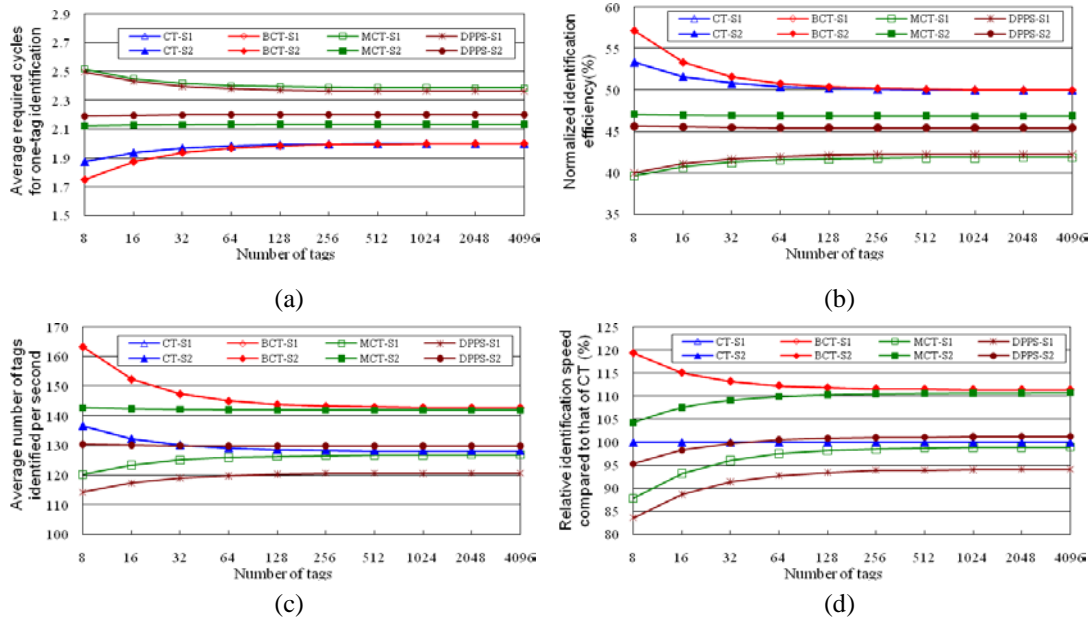 Average required cycles
for one-tag identification
2.9
2.7
2.5
2.3
2.1
1.9
1.7
1.5
CT-S1 BCT-S1 MCT-S1 DPPS-S1
CT-S2 BCT-S2 MCT-S2 DPPS-S2
8 16 32 64 128 256 512 1024 2048 4096
Number of tags
(a)
Normalized identification
efficiency(%)
60
55
50
45
40
35
CT-S1 BCT-S1 MCT-S1 DPPS-S1
CT-S2 BCT-S2 MCT-S2 DPPS-S2
8 16 32 64 128 256 512 1024 2048 4096
Number of tags
(b)
Average number of tags
identified per second
170
160
150
140
130
120
110
100
CT-S1 BCT-S1 MCT-S1 DPPS-S1
CT-S2 BCT-S2 MCT-S2 DPPS-S2
8 16 32 64 128 256 512 1024 2048 4096
Number of tags
(c)
Relative identification speed
compared to that of CT (%)
125
120
115
110
105
100
95
90
85
80
CT-S1 BCT-S1 MCT-S1 DPPS-S1
CT-S2 BCT-S2 MCT-S2 DPPS-S2
8 16 32 64 128 256 512 1024 2048 4096
Number of tags
(d)